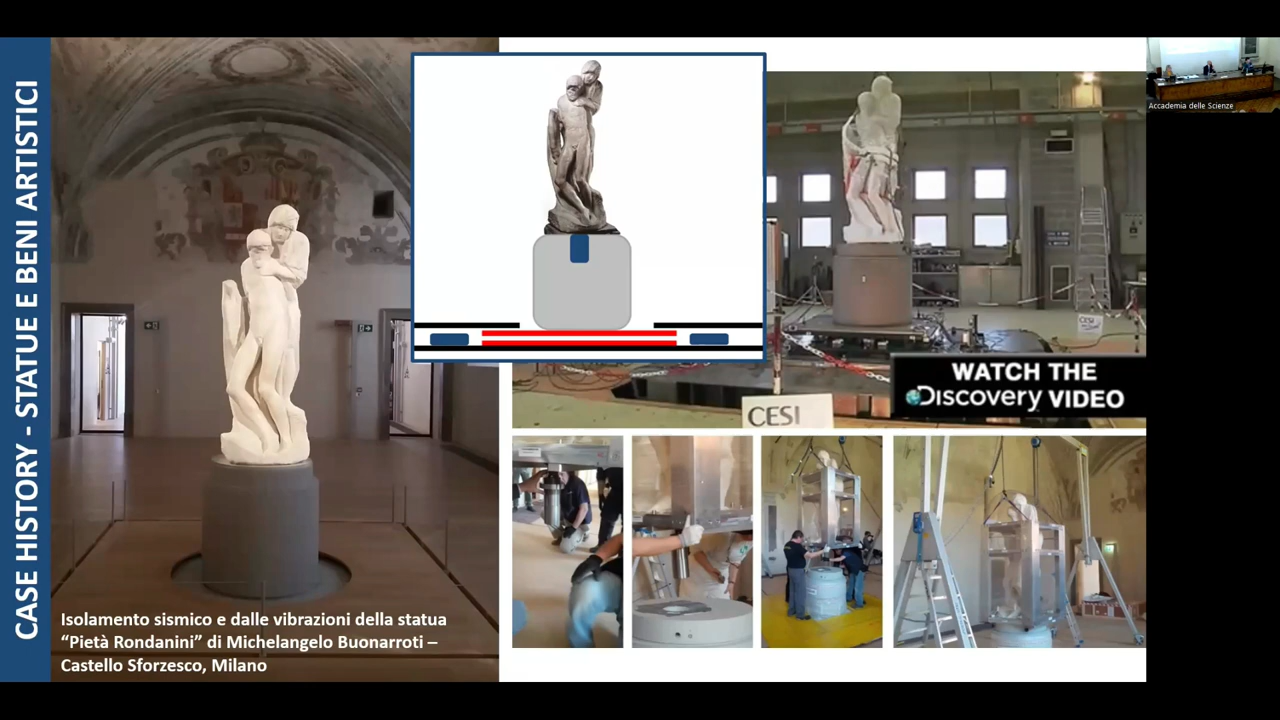 CASE HISTORY - STATUE E BENI ARTISTICI
Isolamento sismico e dalle vibrazioni della statua
“Pietà Rondanini” di Michelangelo Buonarroti –
Castello Sforzesco, Milano
WATCH THE
Discovery VIDEO
CESI
CESI
Accademia delle Scienze